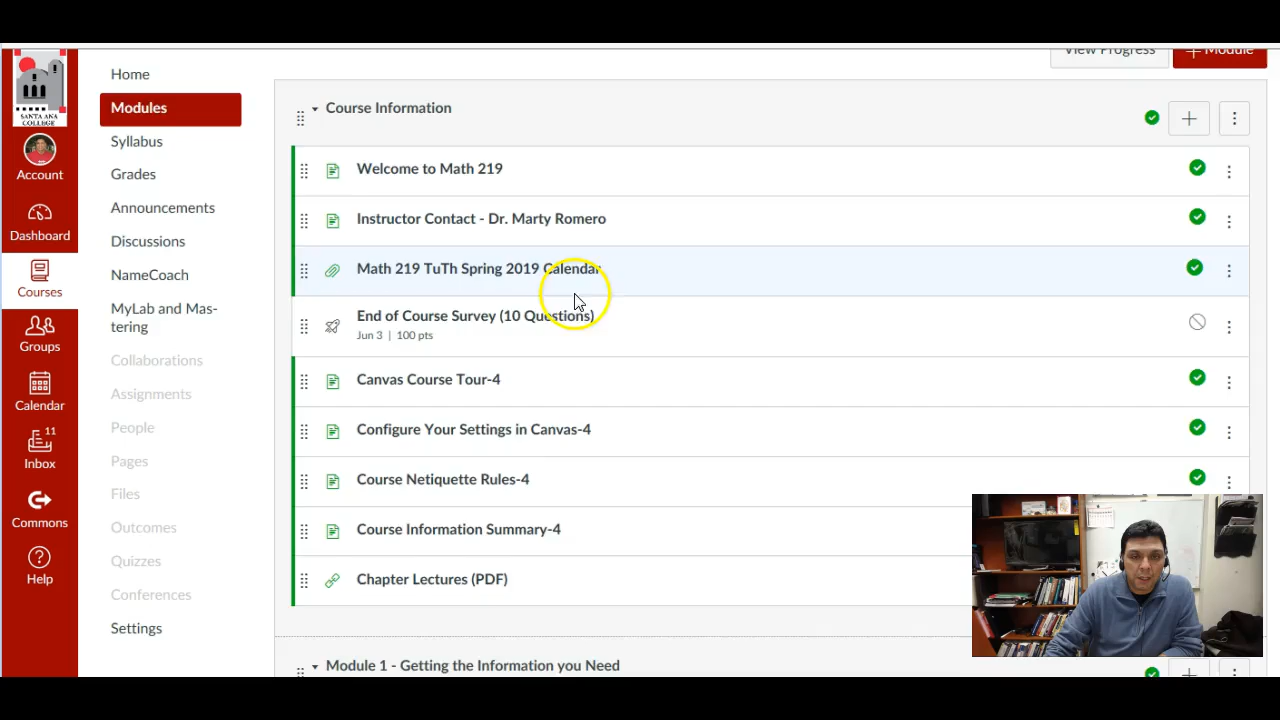 View Progress
+ Module
SANTA ANA
COLLEGE
Account
Dashboard
Courses
Groups
Calendar
11
Inbox
Commons
Help
Home
Modules
Syllabus
Grades
Announcements
Discussions
NameCoach
MyLab and Mas-
tering
Collaborations
Assignments
People
Pages
Files
Outcomes
Quizzes
Conferences
Settings
Course Information
Welcome to Math 219
Instructor Contact - Dr. Marty Romero
Math 219 TuTh Spring 2019 Calendar
End of Course Survey (10 Questions)
Jun 3 | 100 pts
Canvas Course Tour-4
Configure Your Settings in Canvas-4
Course Netiquette Rules-4
Course Information Summary-4
Chapter Lectures (PDF)
Module 1 - Getting the Information you Need